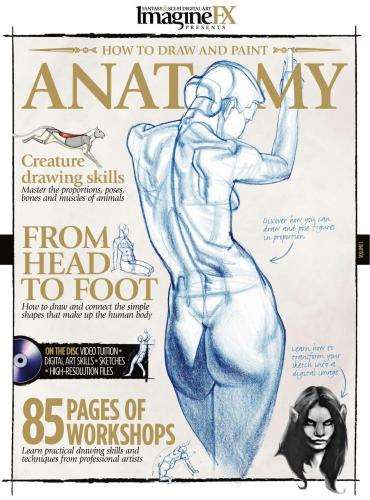 FANTASY & SCI-FI DIGITAL ART
ImagineFX
PRESENTS
HOW TO DRAW AND PAINT
ANATOMY
Creature
drawing skills
Master the proportions, poses,
bones and muscles of animals
Discover how you can
draw and pose figures
in proportion
VOLUME 1
FROM
HEAD
TO FOOT
How to draw and connect the simple
shapes that make up the human body
ON THE DISC VIDEO TUITION •
DIGITAL ART SKILLS • SKETCHES
• HIGH-RESOLUTION FILES
Learn how to
transform your
sketch into a
digital image
85 PAGES OF
WORKSHOPS
Learn practical drawing skills and
techniques from professional artists